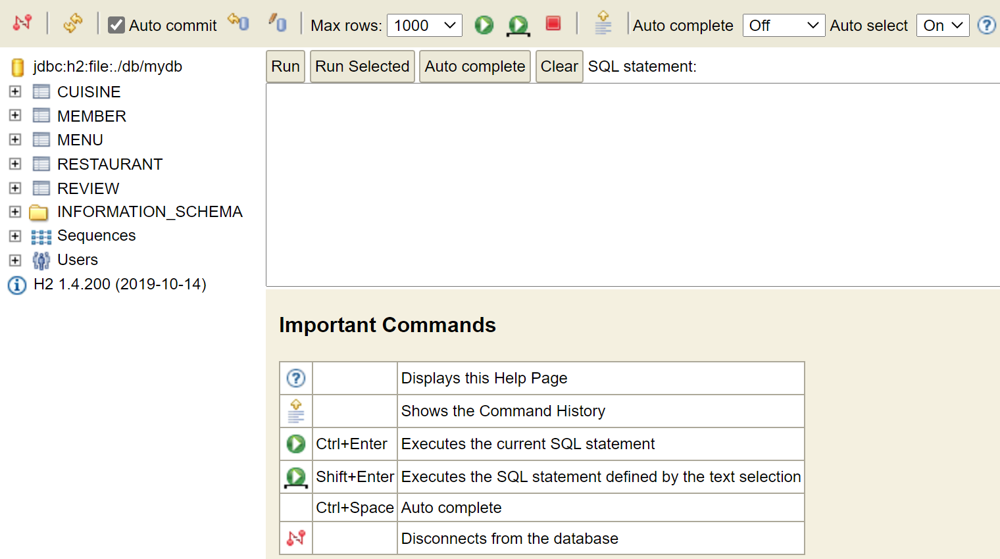 Auto commit Max rows: 1000 Auto complete Off Auto select On ?
jdbc:h2:file:./db/mydb
CUISINE
MEMBER
MENU
RESTAURANT
REVIEW
INFORMATION_SCHEMA
Sequences
Users
H2 1.4.200 (2019-10-14)
Run Run Selected Auto complete Clear SQL statement:
Important Commands
? Displays this Help Page
Shows the Command History
Ctrl+Enter Executes the current SQL statement
Shift+Enter Executes the SQL statement defined by the text selection
Ctrl+Space Auto complete
Disconnects from the database